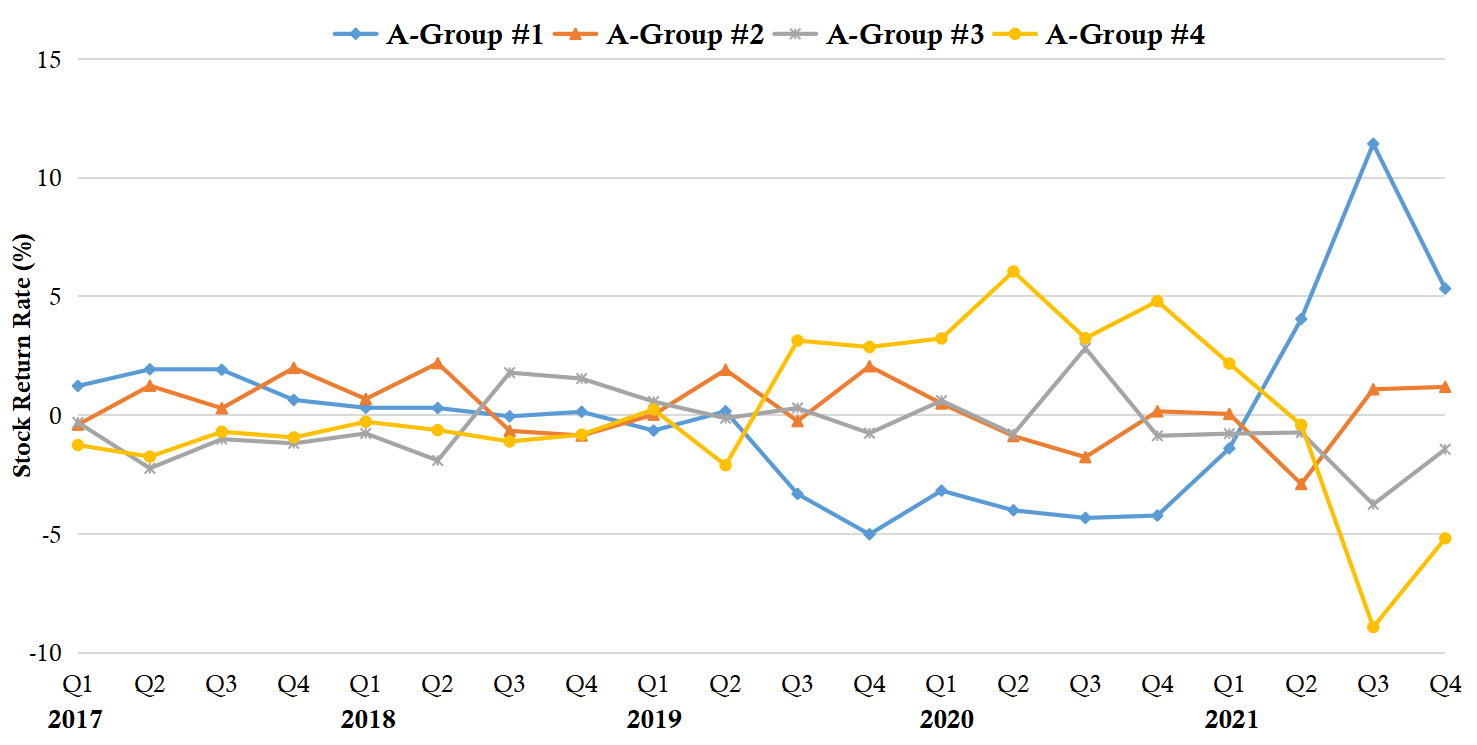 A-Group #1 A-Group #2 A-Group #3 A-Group #4
Stock Return Rate (%)
15
10
5
0
-5
-10
Q1 Q2 Q3 Q4 Q1 Q2 Q3 Q4 Q1 Q2 Q3 Q4 Q1 Q2 Q3 Q4 Q1 Q2 Q3 Q4
2017 2018 2019 2020 2021